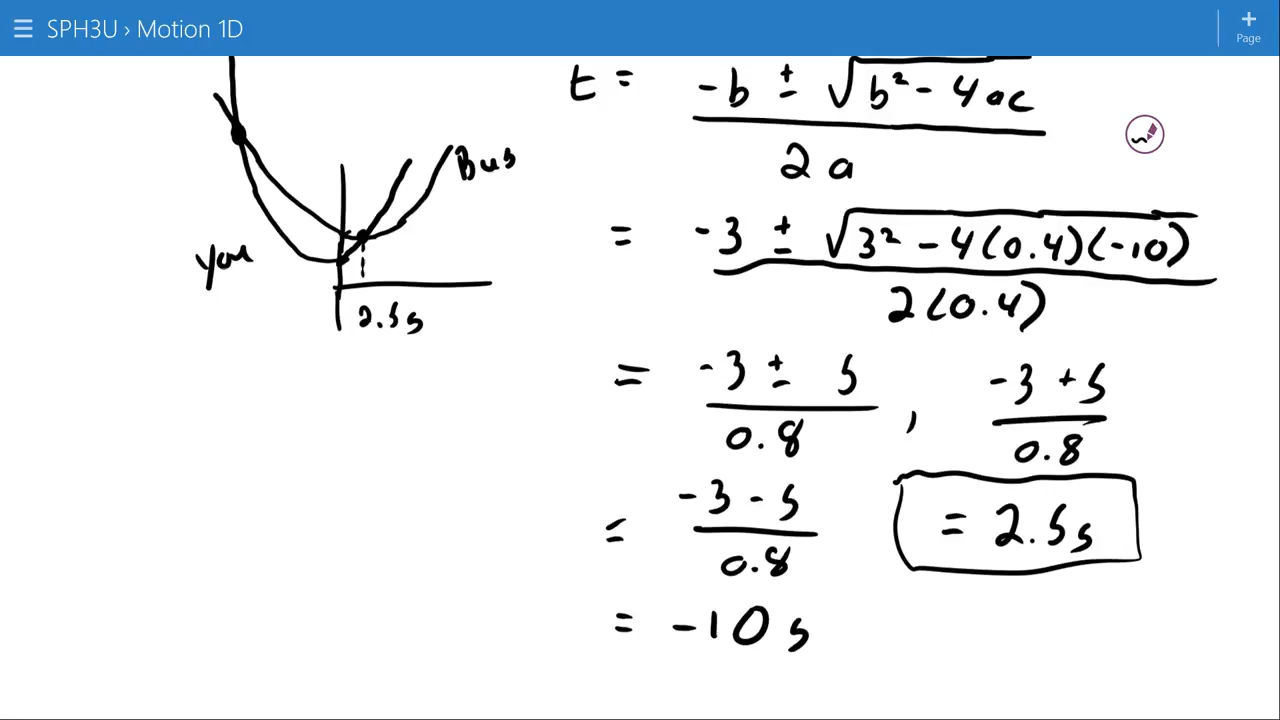 SPH3U › Motion 1D
Page
t = -b ± √b² - 4ac
2a
Bus
you
2.5s
= -3 ± √3² - 4(0.4)(-10)
2(0.4)
= -3 ± 5 , -3 + 5
0.8 0.8
= -3 - 5
0.8
= 2.5s
= -10 s